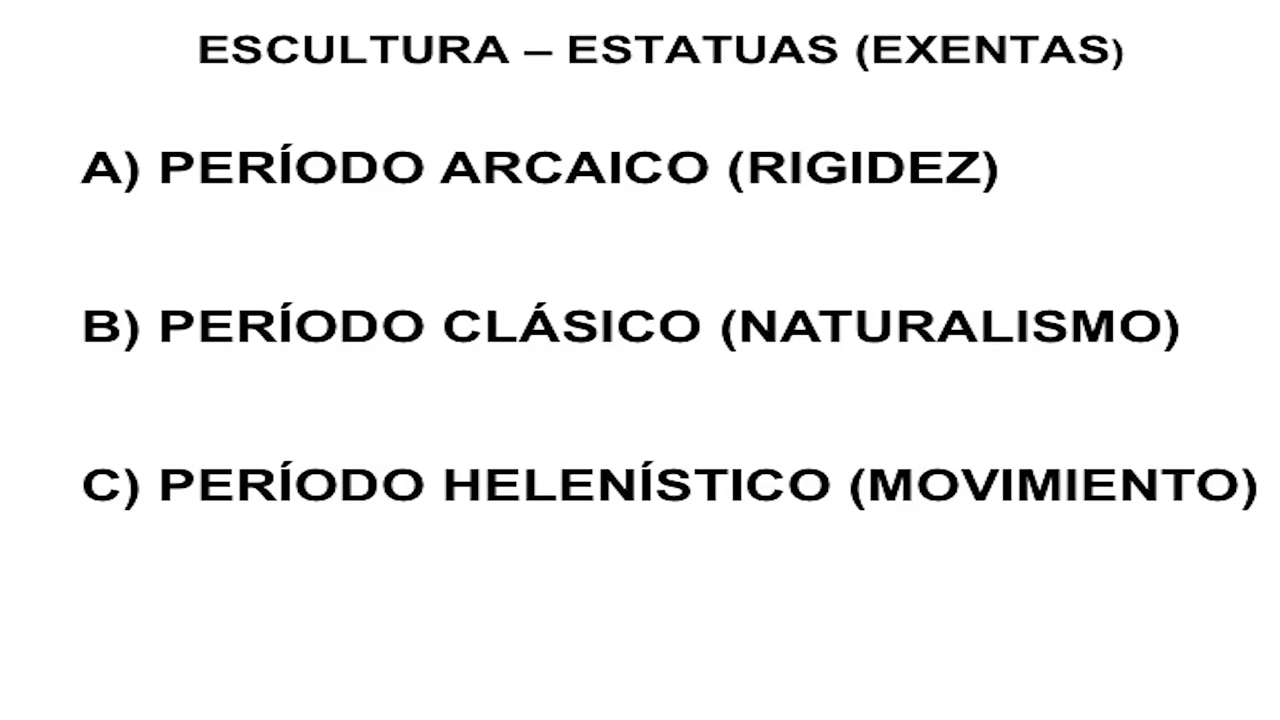 ESCULTURA – ESTATUAS (EXENTAS)
A) PERÍODO ARCAICO (RIGIDEZ)
B) PERÍODO CLÁSICO (NATURALISMO)
C) PERÍODO HELENÍSTICO (MOVIMIENTO)